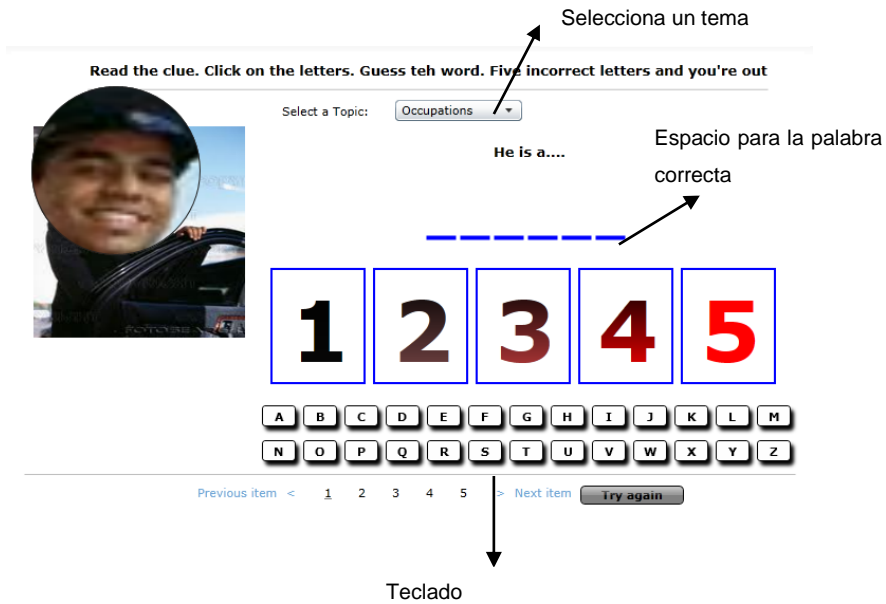 Selecciona un tema
Read the clue. Click on the letters. Guess teh word. Five incorrect letters and you're out
Select a Topic: Occupations
He is a....
Espacio para la palabra
correcta
1 2 3 4 5
A B C D E F G H I J K L M
N O P Q R S T U V W X Y Z
Previous item < 1 2 3 4 5 > Next item Try again
Teclado